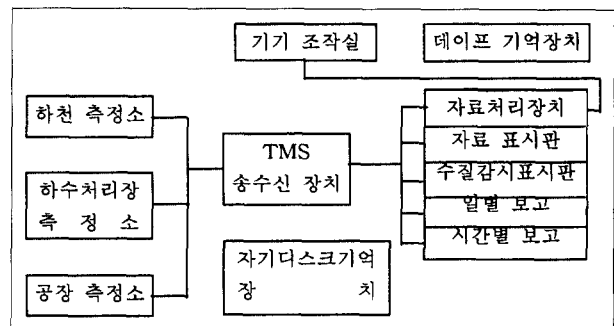 기기 조작실
데이프 기억장치
하천 측정소
하수처리장
측 정 소
공장 측정소
TMS
송수신 장치
자기디스크기억
장 치
자료처리장치
자료 표시판
수질감시표시판
일별 보고
시간별 보고